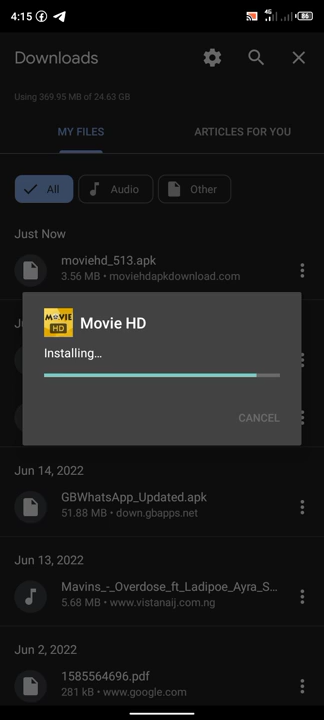 4:15
4G
86
Downloads
Using 369.95 MB of 24.63 GB
MY FILES
ARTICLES FOR YOU
All
Audio
Other
Just Now
moviehd_513.apk
3.56 MB • moviehdapkdownload.com
Ju
MOVIE
HD
Movie HD
Installing...
CANCEL
Jun 14, 2022
GBWhatsApp_Updated.apk
51.88 MB • down.gbapps.net
Jun 13, 2022
Mavins_-_Overdose_ft_Ladipoe_Ayra_S...
5.68 MB • www.vistanaij.com.ng
Jun 2, 2022
1585564696.pdf
281 kB • www.google.com